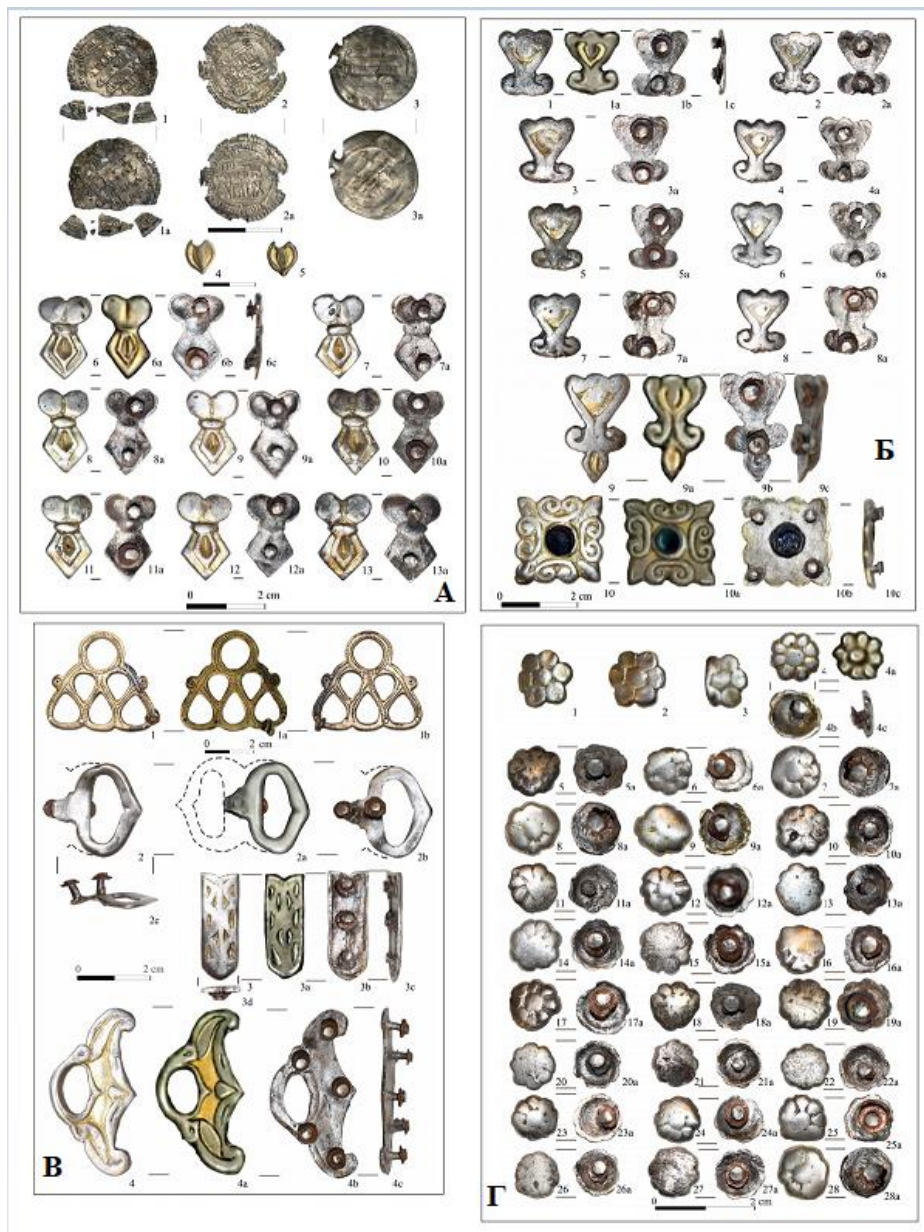 1 2 3
1a 2a 3a
4 5
6 6a 6b 6c 7 7a
8 8a 9 9a 10 10a
11 11a 12 12a 13 13a
0 2 cm
А
1 1a 1b 1c 2 2a
3 3a 4 4a
5 5a 6 6a
7 7a 8 8a
Б
9 9a 9b 9c
10 10a 10b 10c
0 2 cm
1 1a 1b
0 2 cm
2 2a 2b
2c
0 2 cm
3 3a 3b 3c
3d
В
4 4a 4b 4c
1 2 3 4 4a
4b 4c
5 5a 6 6a 7 7a
8 8a 9 9a 10 10a
11 11a 12 12a 13 13a
14 14a 15 15a 16 16a
17 17a 18 18a 19 19a
20 20a 21 21a 22 22a
23 23a 24 24a 25 25a
26 26a 27 27a 28 28a
0 2 cm
Г